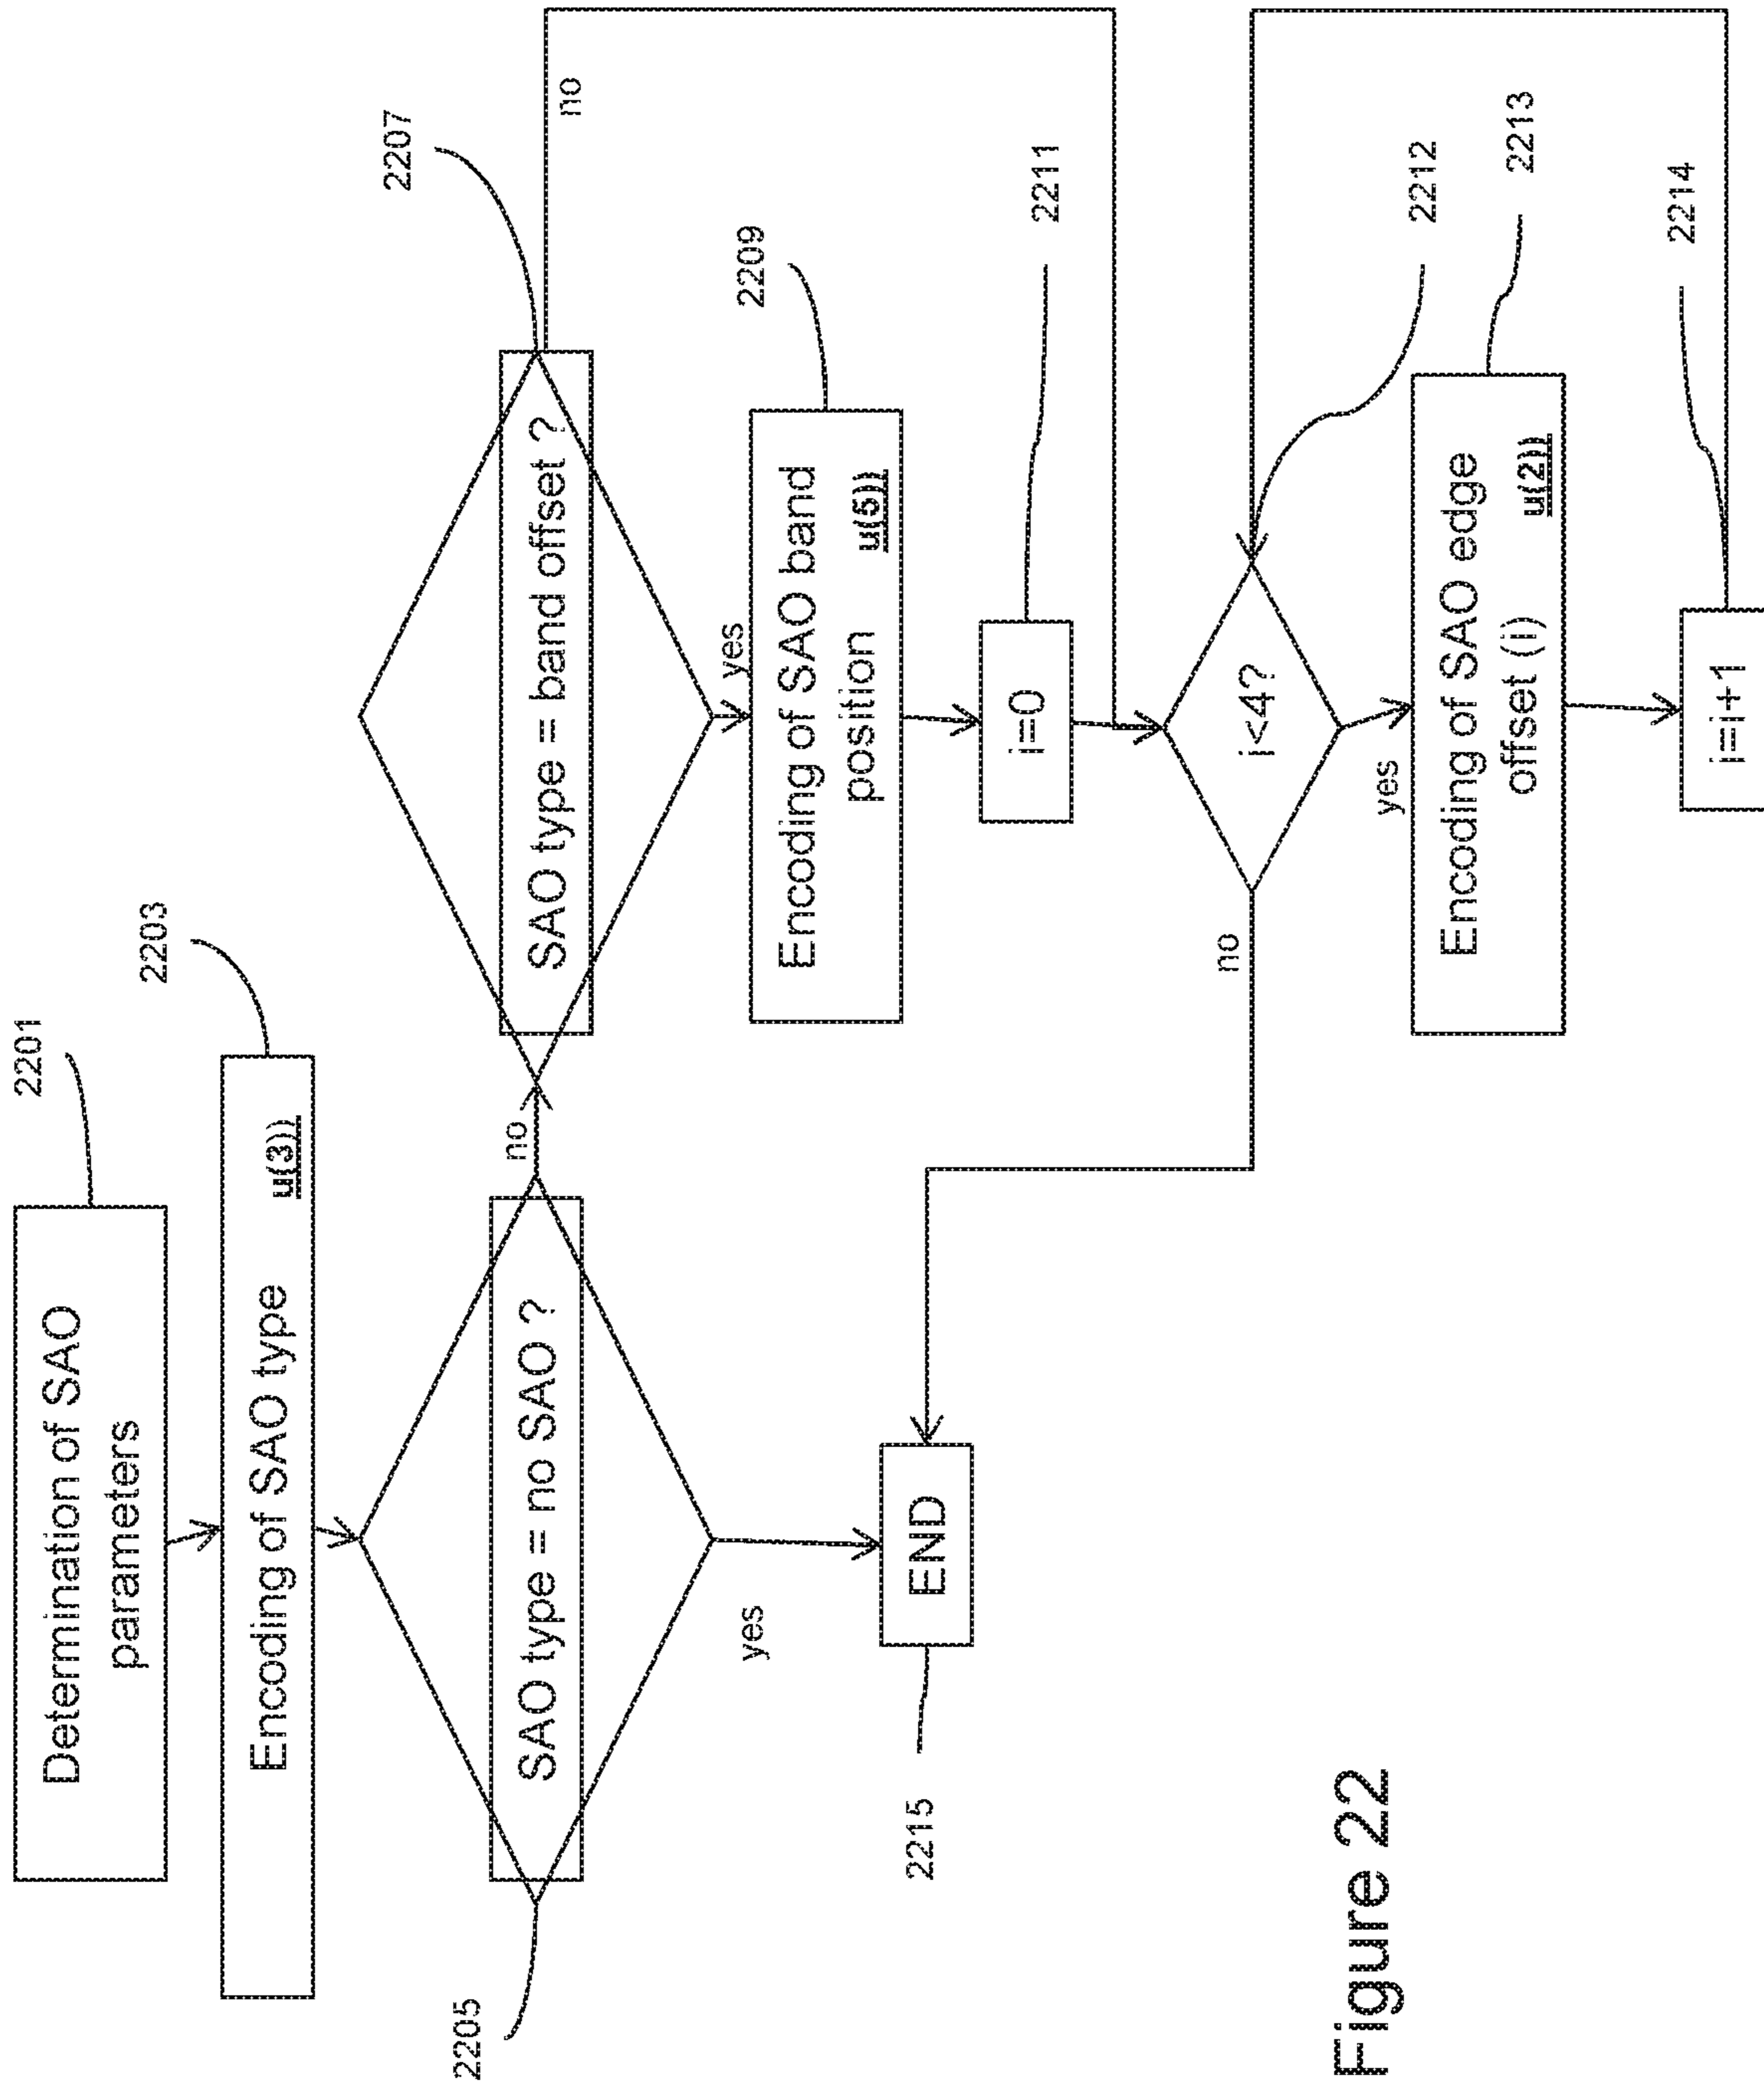 2201
Determination of SAO
parameters
2203
Encoding of SAO type
u(3))
2205
SAO type = no SAO ?
no
yes
2207
SAO type = band offset ?
no
yes
2209
Encoding of SAO band
position
u(5))
2211
i=0
2212
i<4?
no
yes
2213
Encoding of SAO edge
offset (i)
u(2))
2214
i=i+1
END
2215
Figure 22